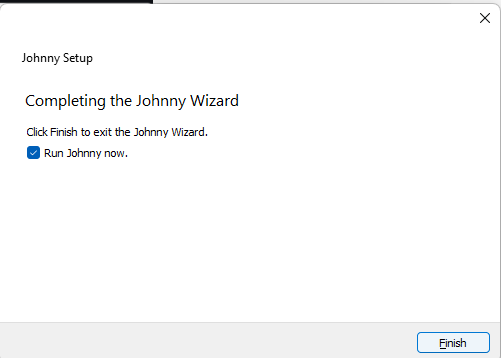 Johnny Setup
Completing the Johnny Wizard
Click Finish to exit the Johnny Wizard.
Run Johnny now.
Finish